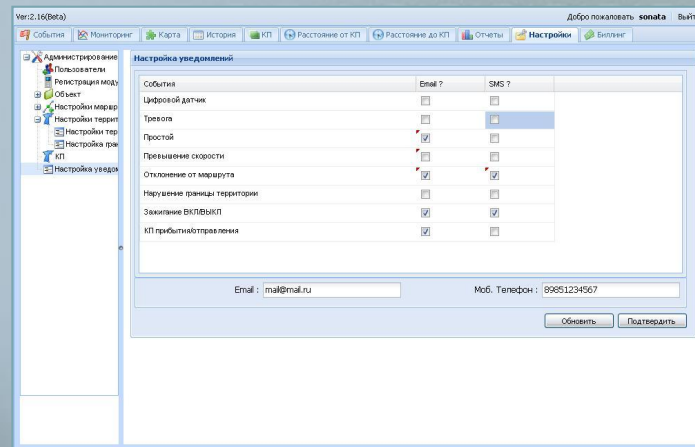 Ver:2.16(Beta) Добро пожаловать sonata Выйт
События Мониторинг Карта История КП Расстояние от КП Расстояние до КП Отчеты Настройки Биллинг
Администрирование
Пользователи
Регистрация моду
Объект
Настройки маршр
Настройки террит
Настройки тер
Настройка гран
КП
Настройка уведом
Настройка уведомлений
События Email ? SMS ?
Цифровой датчик
Тревога
Простой
Превышение скорости
Отклонение от маршрута
Нарушение границы территории
Зажигание ВКЛ/ВЫКЛ
КП прибытия/отправления
Email : mail@mail.ru Моб. Телефон : 89851234567
Обновить Подтвердить